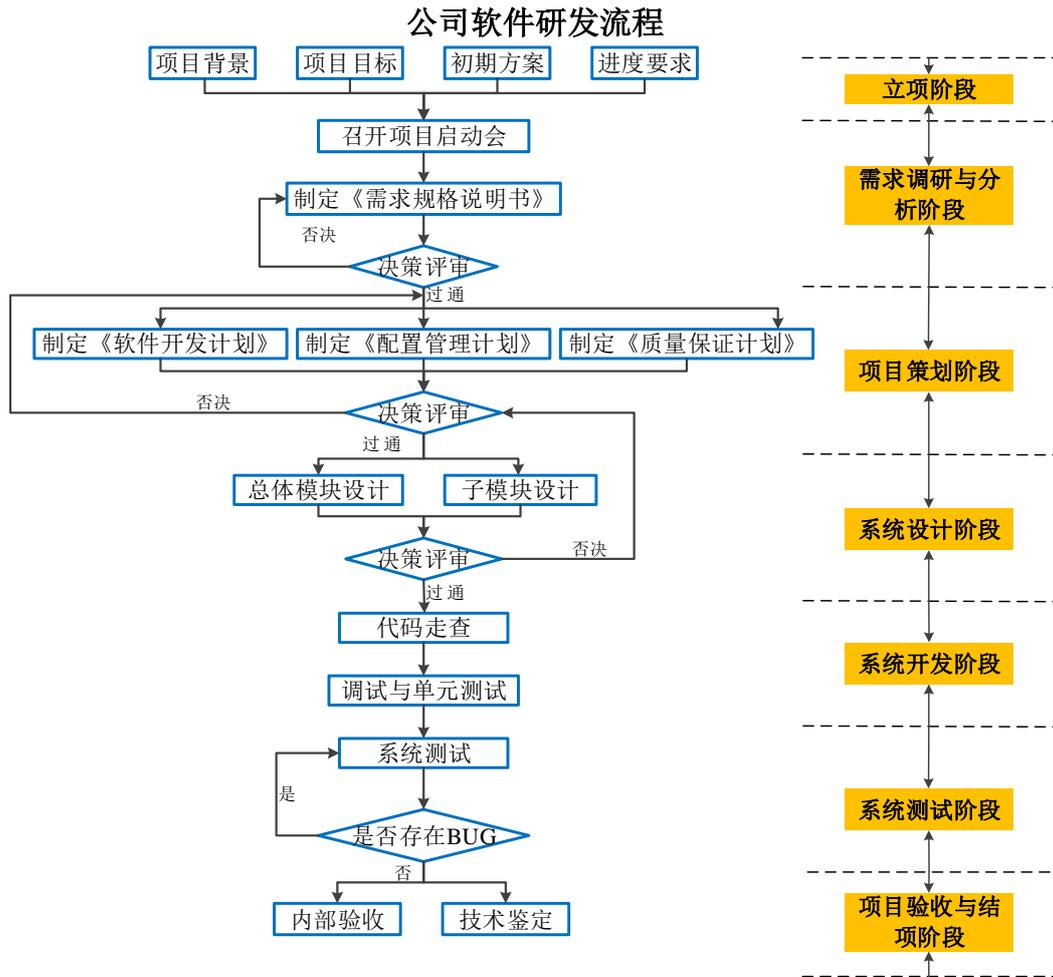 公司软件研发流程
项目背景
项目目标
初期方案
进度要求
立项阶段
召开项目启动会
需求调研与分
析阶段
制定《需求规格说明书》
否决
决策评审
过通
制定《软件开发计划》
制定《配置管理计划》
制定《质量保证计划》
项目策划阶段
否决
决策评审
过通
总体模块设计
子模块设计
系统设计阶段
决策评审
否决
过通
代码走查
系统开发阶段
调试与单元测试
系统测试
是
系统测试阶段
是否存在BUG
否
内部验收
技术鉴定
项目验收与结
项阶段